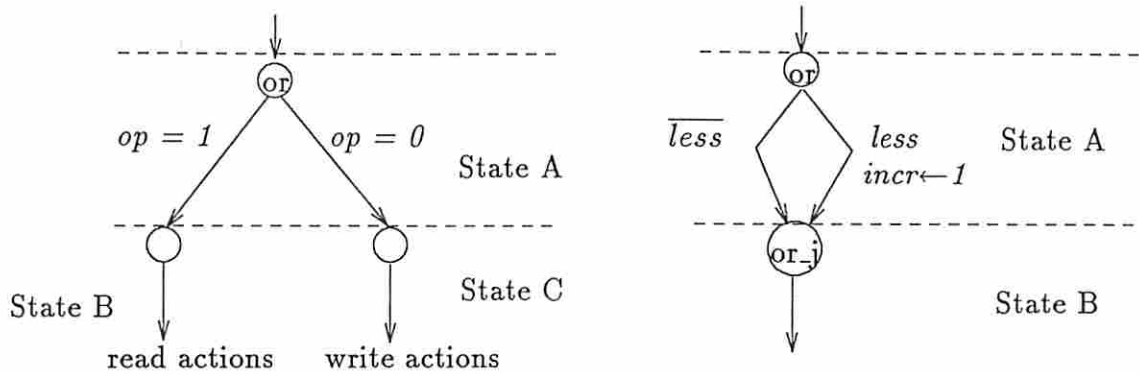 or
op = 1
op = 0
State A
State B
State C
read actions
write actions
or
less
less
incr←1
State A
or_j
State B